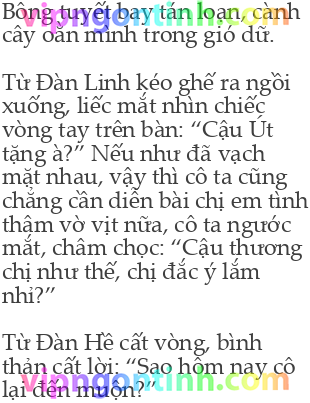 Bông tuyết bay tán loạn, cành
cây oằn mình trong gió dữ.
vipngontinh.com

Từ Đàn Linh kéo ghế ra ngồi
xuống, liếc mắt nhìn chiếc
vòng tay trên bàn: “Cậu Út
tặng à?” Nếu như đã vạch
mặt nhau, vậy thì cô ta cũng
chẳng cần diễn bài chị em tình
thâm vờ vịt nữa, cô ta ngước
mắt, châm chọc: “Cậu thương
chị như thế, chị đắc ý lắm
nhỉ?”

Từ Đàn Hề cất vòng, bình
thản cất lời: “Sao hôm nay cô
lại đến muộn?”
vipngontinh.com